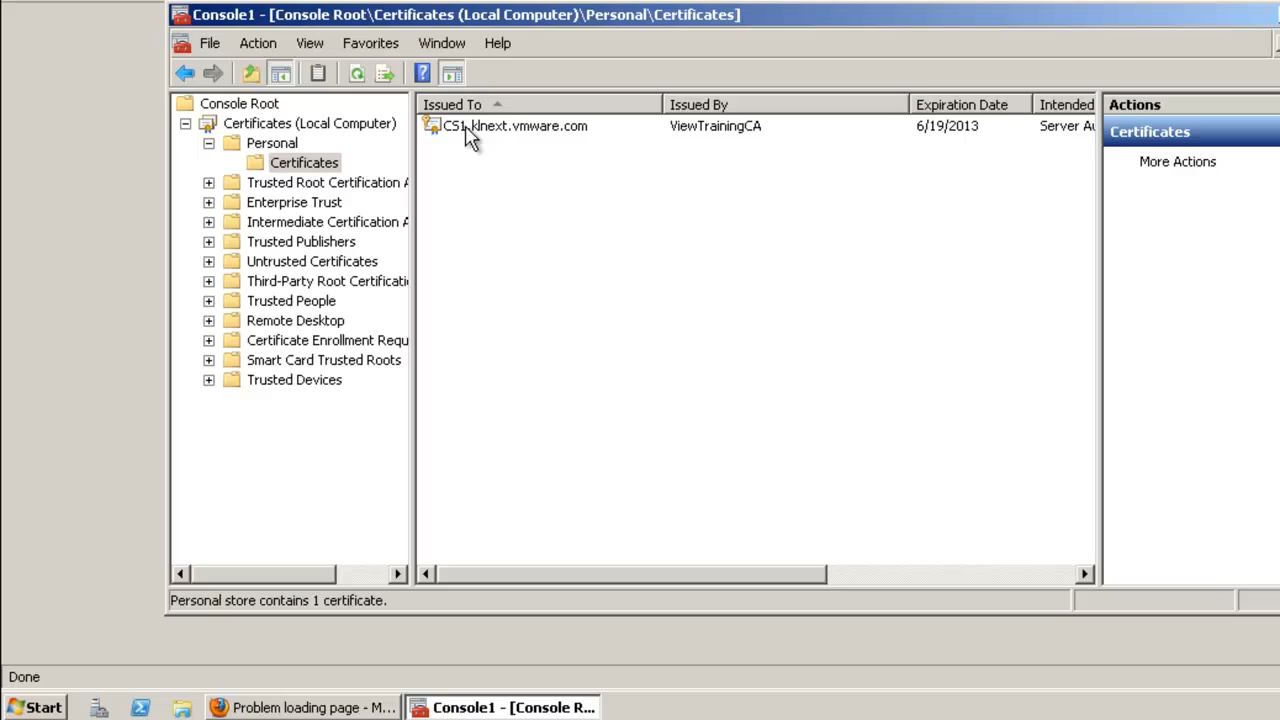 Console1 - [Console Root\Certificates (Local Computer)\Personal\Certificates]
File Action View Favorites Window Help
Console Root
Certificates (Local Computer)
Personal
Certificates
Trusted Root Certification A
Enterprise Trust
Intermediate Certification A
Trusted Publishers
Untrusted Certificates
Third-Party Root Certificati
Trusted People
Remote Desktop
Certificate Enrollment Requ
Smart Card Trusted Roots
Trusted Devices
Issued To Issued By Expiration Date Intended
CS1.klnext.vmware.com ViewTrainingCA 6/19/2013 Server Au
Actions
Certificates
More Actions
Personal store contains 1 certificate.
Done
Start Problem loading page - M... Console1 - [Console R...